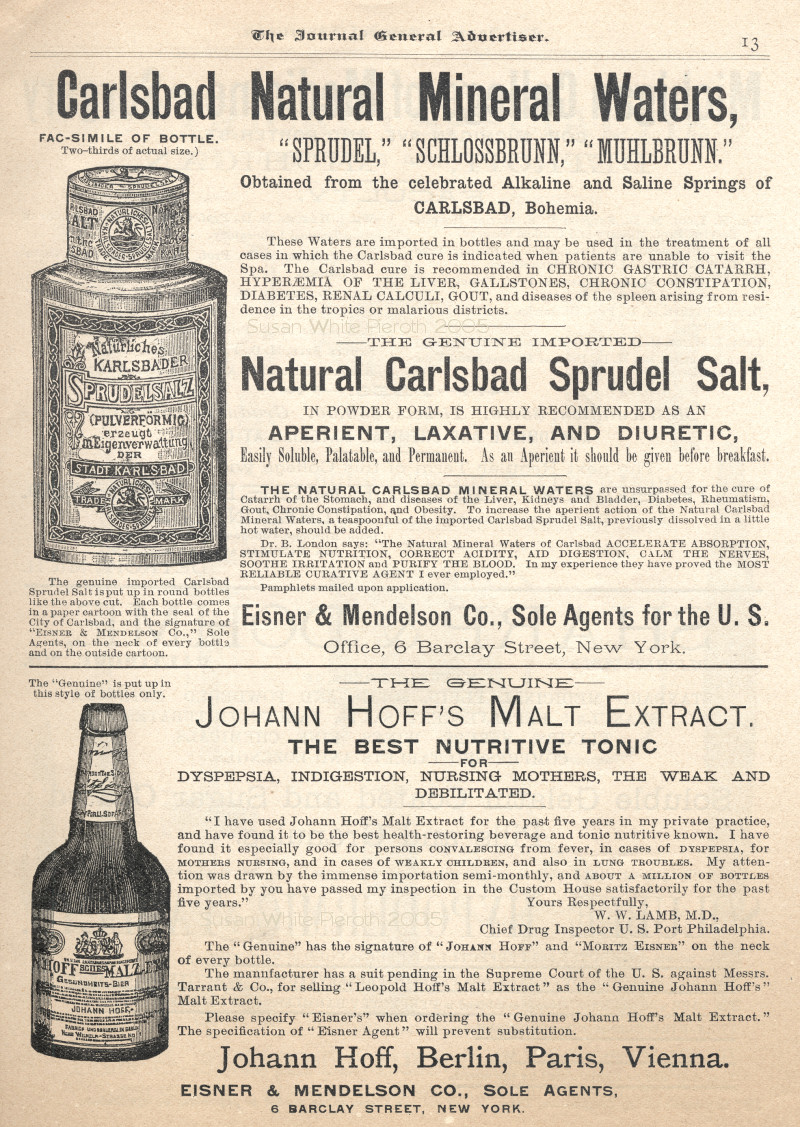 The Journal General Advertiser.
13
Carlsbad Natural Mineral Waters,
FAC-SIMILE OF BOTTLE.
Two-thirds of actual size.)
"SPRUDEL," "SCHLOSSBRUNN," "MUHLBRUNN."
Obtained from the celebrated Alkaline and Saline Springs of
CARLSBAD, Bohemia.
These Waters are imported in bottles and may be used in the treatment of all
cases in which the Carlsbad cure is indicated when patients are unable to visit the
Spa. The Carlsbad cure is recommended in CHRONIC GASTRIC CATARRH,
HYPERÆMIA OF THE LIVER, GALLSTONES, CHRONIC CONSTIPATION,
DIABETES, RENAL CALCULI, GOUT, and diseases of the spleen arising from resi-
dence in the tropics or malarious districts.
Susan White Pieroth 2005
THE GENUINE IMPORTED
Natural Carlsbad Sprudel Salt,
IN POWDER FORM, IS HIGHLY RECOMMENDED AS AN
APERIENT, LAXATIVE, AND DIURETIC,
Easily Soluble, Palatable, and Permanent. As an Aperient it should be given before breakfast.
THE NATURAL CARLSBAD MINERAL WATERS are unsurpassed for the cure of
Catarrh of the Stomach, and diseases of the Liver, Kidneys and Bladder, Diabetes, Rheumatism,
Gout, Chronic Constipation, and Obesity. To increase the aperient action of the Natural Carlsbad
Mineral Waters, a teaspoonful of the imported Carlsbad Sprudel Salt, previously dissolved in a little
hot water, should be added.
Dr. B. London says: "The Natural Mineral Waters of Carlsbad ACCELERATE ABSORPTION,
STIMULATE NUTRITION, CORRECT ACIDITY, AID DIGESTION, CALM THE NERVES,
SOOTHE IRRITATION and PURIFY THE BLOOD. In my experience they have proved the MOST
RELIABLE CURATIVE AGENT I ever employed."
Pamphlets mailed upon application.
Eisner & Mendelson Co., Sole Agents for the U. S.
Office, 6 Barclay Street, New York.
Natürliches
KARLSBADER
SPRUDELSALZ
(PULVERFÖRMIG)
erzeugt
in Eigenverwaltung
DER
STADT KARLSBAD
TRADE MARK
The genuine imported Carlsbad
Sprudel Salt is put up in round bottles
like the above cut. Each bottle comes
in a paper cartoon with the seal of the
City of Carlsbad, and the signature of
"EISNER & MENDELSON CO.," Sole
Agents, on the neck of every bottle
and on the outside cartoon.
The "Genuine" is put up in
this style of bottles only.
THE GENUINE
JOHANN HOFF'S MALT EXTRACT.
THE BEST NUTRITIVE TONIC
FOR
DYSPEPSIA, INDIGESTION, NURSING MOTHERS, THE WEAK AND
DEBILITATED.
"I have used Johann Hoff's Malt Extract for the past five years in my private practice,
and have found it to be the best health-restoring beverage and tonic nutritive known. I have
found it especially good for persons CONVALESCING from fever, in cases of DYSPEPSIA, for
MOTHERS NURSING, and in cases of WEAKLY CHILDREN, and also in LUNG TROUBLES. My atten-
tion was drawn by the immense importation semi-monthly, and ABOUT A MILLION OF BOTTLES
imported by you have passed my inspection in the Custom House satisfactorily for the past
five years."
Yours Respectfully,
W. W. LAMB, M.D.,
Chief Drug Inspector U. S. Port Philadelphia.
Susan White Pieroth 2005
The "Genuine" has the signature of "JOHANN HOFF" and "MORITZ EISNER" on the neck
of every bottle.
The manufacturer has a suit pending in the Supreme Court of the U. S. against Messrs.
Tarrant & Co., for selling "Leopold Hoff's Malt Extract" as the "Genuine Johann Hoff's"
Malt Extract.
Please specify "Eisner's" when ordering the "Genuine Johann Hoff's Malt Extract."
The specification of "Eisner Agent" will prevent substitution.
GESUNDHEITS-BIER
JOHANN HOFF
Johann Hoff, Berlin, Paris, Vienna.
EISNER & MENDELSON CO., SOLE AGENTS,
6 BARCLAY STREET, NEW YORK.